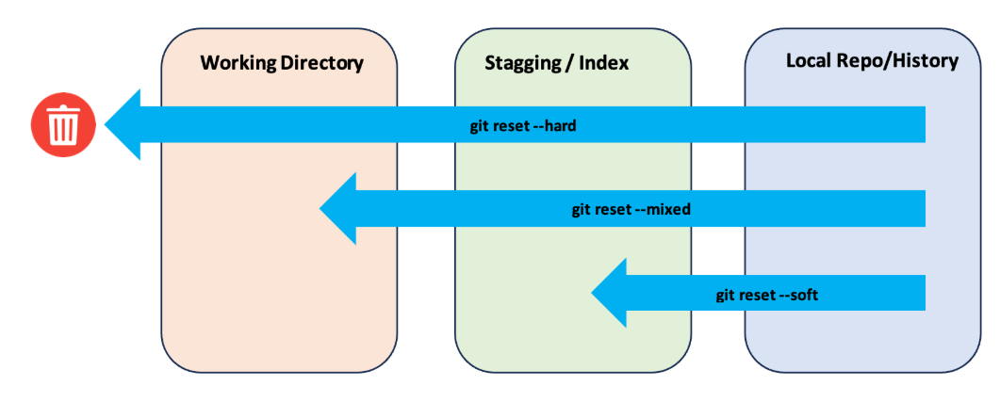 Working Directory
Stagging / Index
Local Repo/History
git reset --hard
git reset --mixed
git reset --soft